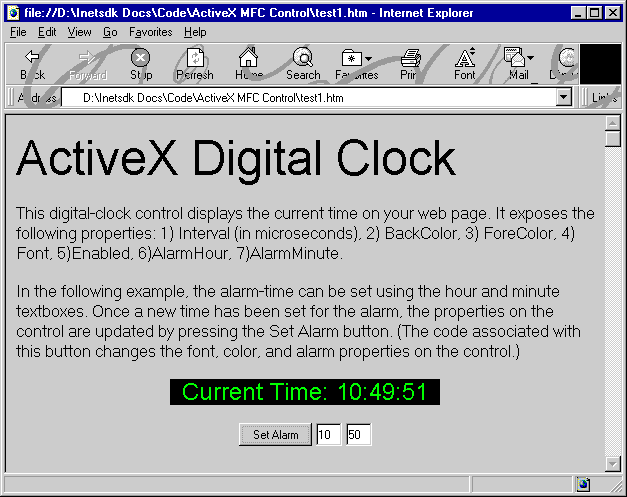 file://D:\Inetsdk Docs\Code\ActiveX MFC Control\test1.htm - Internet Explorer
File Edit View Go Favorites Help
Back Forward Stop Refresh Home Search Favorites Print Font Mail
Address D:\Inetsdk Docs\Code\ActiveX MFC Control\test1.htm Links
ActiveX Digital Clock
This digital-clock control displays the current time on your web page. It exposes the
following properties: 1) Interval (in microseconds), 2) BackColor, 3) ForeColor, 4)
Font, 5)Enabled, 6)AlarmHour, 7)AlarmMinute.
In the following example, the alarm-time can be set using the hour and minute
textboxes. Once a new time has been set for the alarm, the properties on the
control are updated by pressing the Set Alarm button. (The code associated with
this button changes the font, color, and alarm properties on the control.)
Current Time: 10:49:51
Set Alarm 10 50